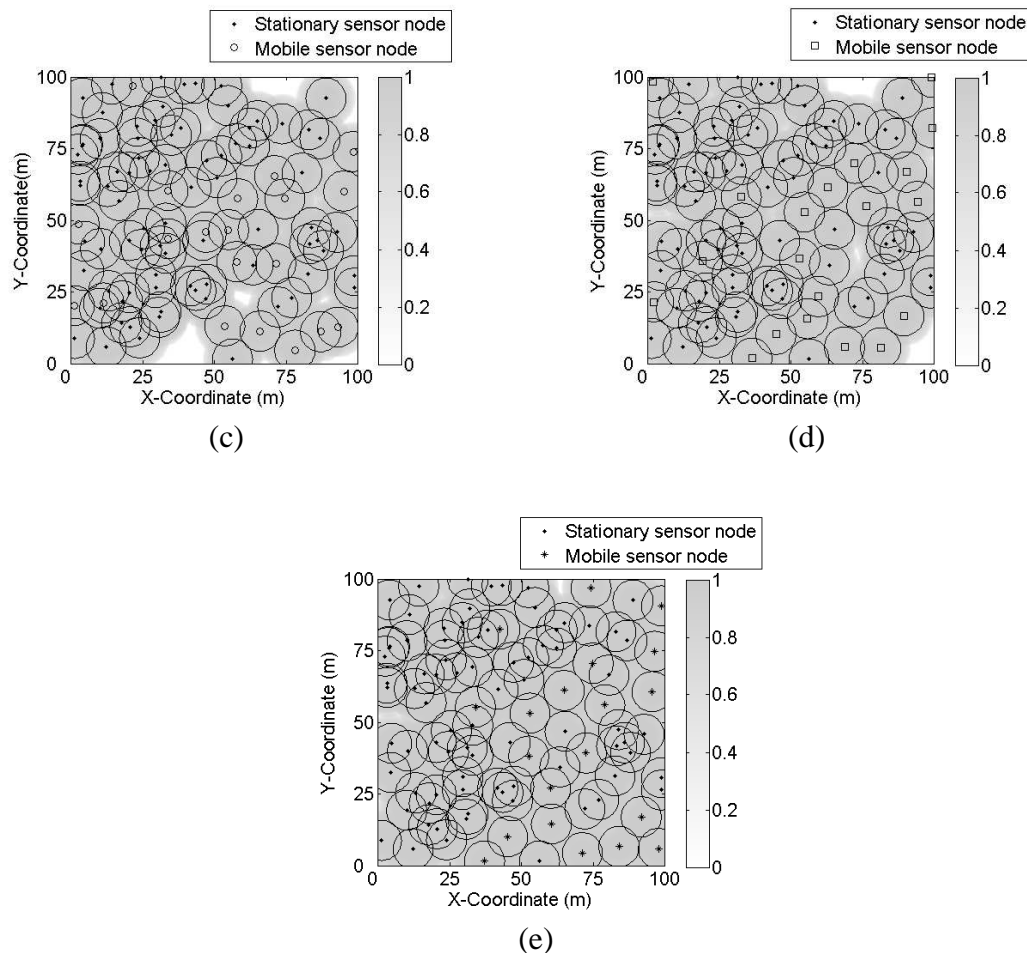 Stationary sensor node
Mobile sensor node
100
75
50
25
0
Y-Coordinate(m)
0 25 50 75 100
X-Coordinate (m)
1
0.8
0.6
0.4
0.2
0
(c)
Stationary sensor node
Mobile sensor node
100
75
50
25
0
Y-Coordinate (m)
0 25 50 75 100
X-Coordinate (m)
1
0.8
0.6
0.4
0.2
0
(d)
Stationary sensor node
Mobile sensor node
100
75
50
25
0
Y-Coordinate (m)
0 25 50 75 100
X-Coordinate (m)
1
0.8
0.6
0.4
0.2
0
(e)